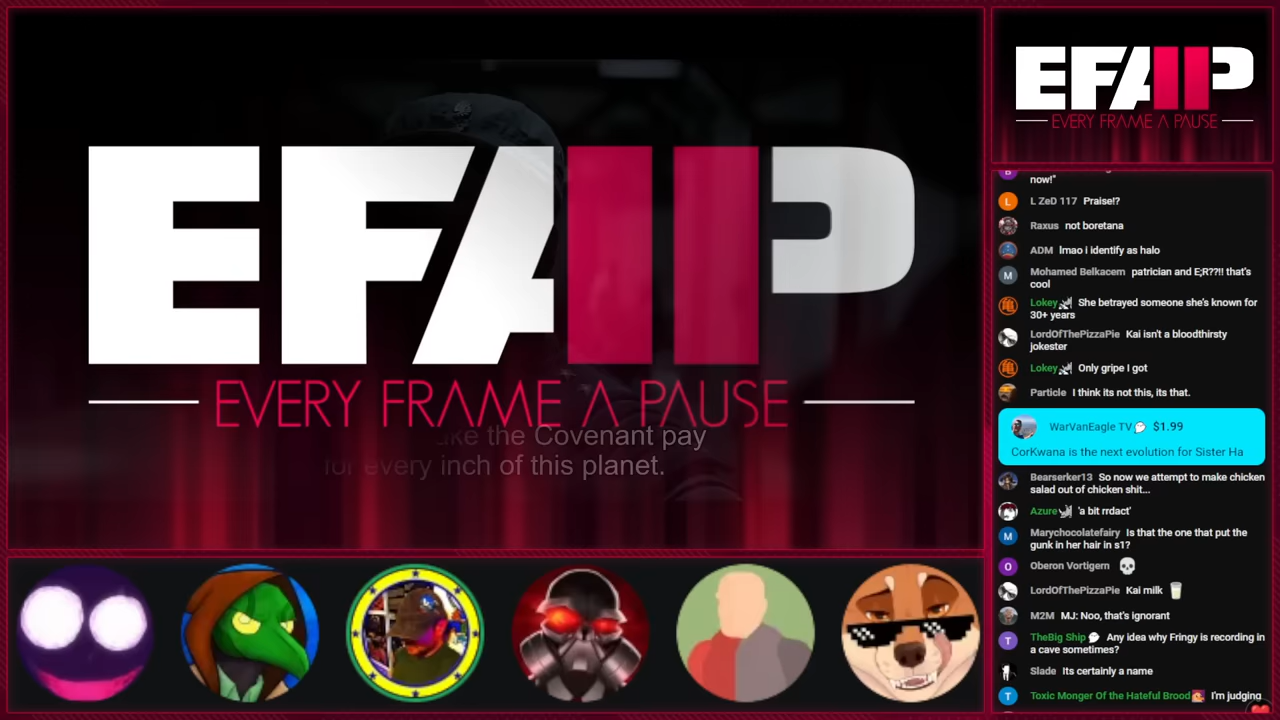 EFAP
EVERY FRAME A PAUSE
ke the Covenant pay
for every inch of this planet.
EFAP
EVERY FRAME A PAUSE
now!"
L ZeD 117 Praise!?
Raxus not boretana
ADM lmao i identify as halo
Mohamed Belkacem patrician and E;R??!! that's
cool
Lokey She betrayed someone she's known for
30+ years
LordOfThePizzaPie Kai isn't a bloodthirsty
jokester
Lokey Only gripe I got
Particle I think its not this, its that.
WarVanEagle TV $1.99
CorKwana is the next evolution for Sister Ha
Bearserker13 So now we attempt to make chicken
salad out of chicken shit...
Azure 'a bit rrdact'
Marychocolatefairy Is that the one that put the
gunk in her hair in s1?
Oberon Vortigern
LordOfThePizzaPie Kai milk
M2M MJ: Noo, that's ignorant
TheBig Ship Any idea why Fringy is recording in
a cave sometimes?
Slade Its certainly a name
Toxic Monger Of the Hateful Brood I'm judging